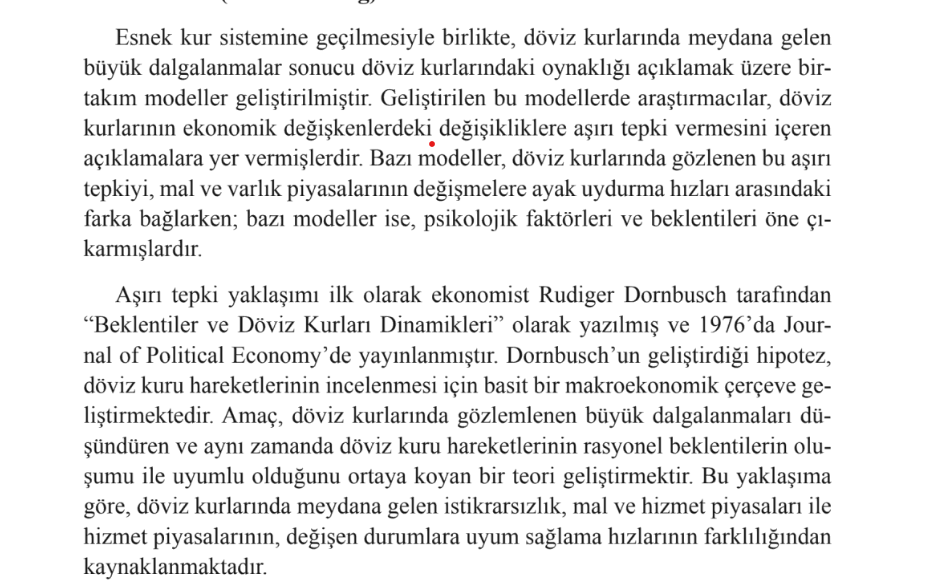 Esnek kur sistemine geçilmesiyle birlikte, döviz kurlarında meydana gelen
büyük dalgalanmalar sonucu döviz kurlarındaki oynaklığı açıklamak üzere bir-
takım modeller geliştirilmiştir. Geliştirilen bu modellerde araştırmacılar, döviz
kurlarının ekonomik değişkenlerdeki değişikliklere aşırı tepki vermesini içeren
açıklamalara yer vermişlerdir. Bazı modeller, döviz kurlarında gözlenen bu aşırı
tepkiyi, mal ve varlık piyasalarının değişmelere ayak uydurma hızları arasındaki
farka bağlarken; bazı modeller ise, psikolojik faktörleri ve beklentileri öne çı-
karmışlardır.
Aşırı tepki yaklaşımı ilk olarak ekonomist Rudiger Dornbusch tarafından
“Beklentiler ve Döviz Kurları Dinamikleri” olarak yazılmış ve 1976’da Jour-
nal of Political Economy’de yayınlanmıştır. Dornbusch’un geliştirdiği hipotez,
döviz kuru hareketlerinin incelenmesi için basit bir makroekonomik çerçeve ge-
liştirmektedir. Amaç, döviz kurlarında gözlemlenen büyük dalgalanmaları dü-
şündüren ve aynı zamanda döviz kuru hareketlerinin rasyonel beklentilerin olu-
şumu ile uyumlu olduğunu ortaya koyan bir teori geliştirmektir. Bu yaklaşıma
göre, döviz kurlarında meydana gelen istikrarsızlık, mal ve hizmet piyasaları ile
hizmet piyasalarının, değişen durumlara uyum sağlama hızlarının farklılığından
kaynaklanmaktadır.